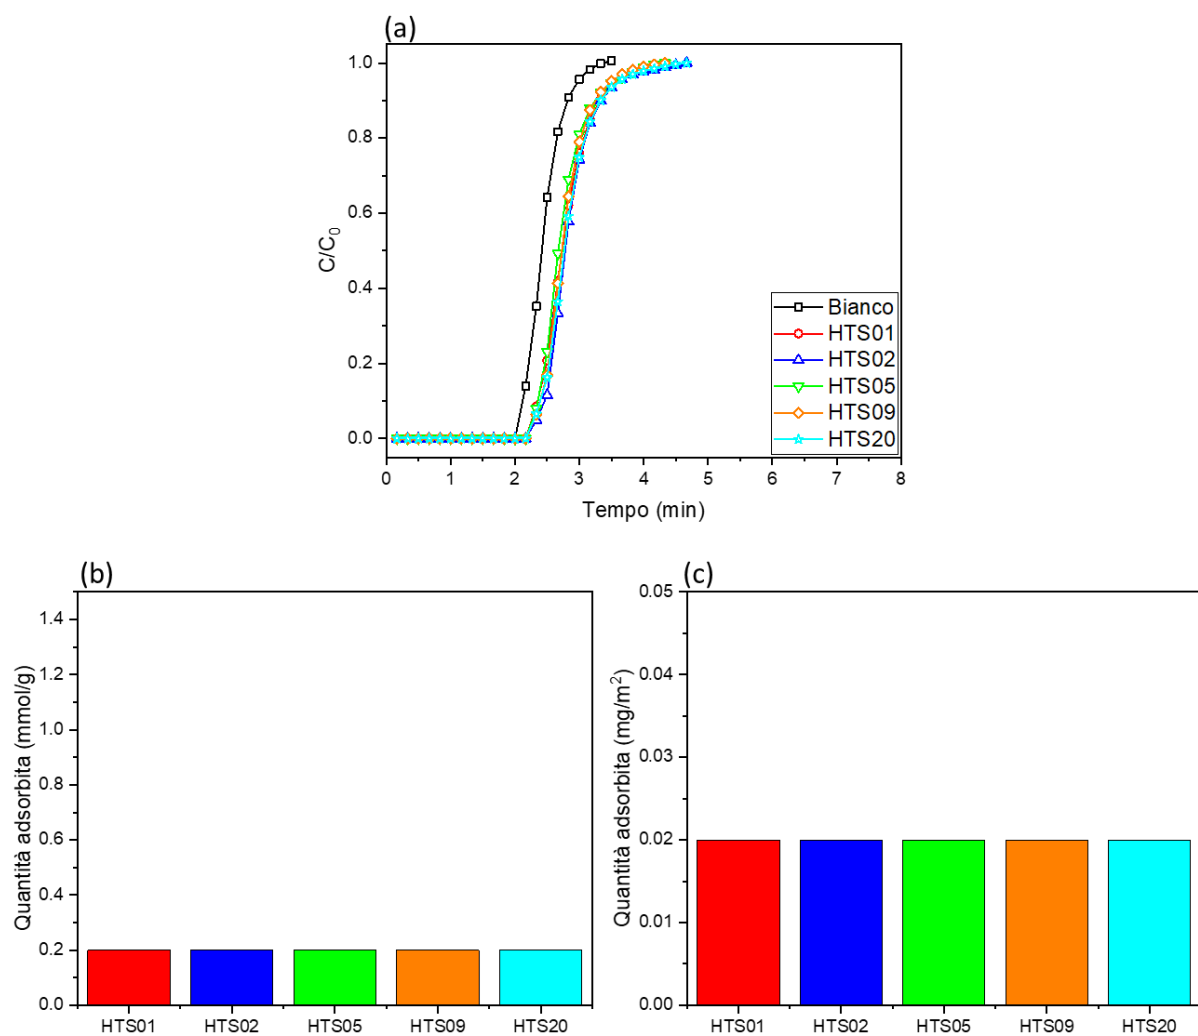 (a)
1.0
0.8
0.6
0.4
0.2
0.0
C/C₀
0 1 2 3 4 5 6 7 8
Tempo (min)
Bianco
HTS01
HTS02
HTS05
HTS09
HTS20
(b)
1.4
1.2
1.0
0.8
0.6
0.4
0.2
0.0
Quantità adsorbita (mmol/g)
HTS01 HTS02 HTS05 HTS09 HTS20
(c)
0.05
0.04
0.03
0.02
0.01
0.00
Quantità adsorbita (mg/m²)
HTS01 HTS02 HTS05 HTS09 HTS20